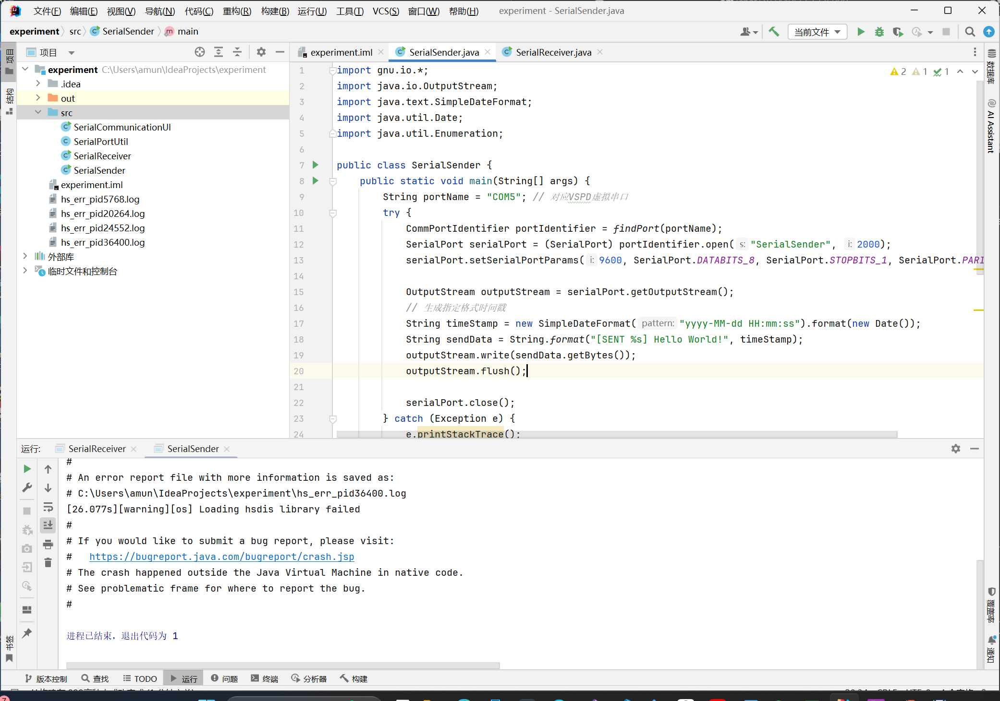 文件(F) 编辑(E) 视图(V) 导航(N) 代码(C) 重构(R) 构建(B) 运行(U) 工具(T) VCS(S) 窗口(W) 帮助(H) experiment - SerialSender.java
experiment src SerialSender main 当前文件
项目
experiment.iml SerialSender.java SerialReceiver.java
项目
结构
书签
experiment C:\Users\amun\IdeaProjects\experiment
.idea
out
src
SerialCommunicationUI
SerialPortUtil
SerialReceiver
SerialSender
experiment.iml
hs_err_pid5768.log
hs_err_pid20264.log
hs_err_pid24552.log
hs_err_pid36400.log
外部库
临时文件和控制台
2 1 1
1 import gnu.io.*;
2 import java.io.OutputStream;
3 import java.text.SimpleDateFormat;
4 import java.util.Date;
5 import java.util.Enumeration;
6
7 public class SerialSender {
8 public static void main(String[] args) {
9 String portName = "COM5"; // 对应VSPD虚拟串口
10 try {
11 CommPortIdentifier portIdentifier = findPort(portName);
12 SerialPort serialPort = (SerialPort) portIdentifier.open( s: "SerialSender", i: 2000);
13 serialPort.setSerialPortParams( i: 9600, SerialPort.DATABITS_8, SerialPort.STOPBITS_1, SerialPort.PARI
14
15 OutputStream outputStream = serialPort.getOutputStream();
16 // 生成指定格式时间戳
17 String timeStamp = new SimpleDateFormat( pattern: "yyyy-MM-dd HH:mm:ss").format(new Date());
18 String sendData = String.format("[SENT %s] Hello World!", timeStamp);
19 outputStream.write(sendData.getBytes());
20 outputStream.flush();
21
22 serialPort.close();
23 } catch (Exception e) {
24 e.printStackTrace();
数据库
AI Assistant
覆盖率
通知
运行: SerialReceiver SerialSender
#
# An error report file with more information is saved as:
# C:\Users\amun\IdeaProjects\experiment\hs_err_pid36400.log
[26.077s][warning][os] Loading hsdis library failed
#
# If you would like to submit a bug report, please visit:
#   https://bugreport.java.com/bugreport/crash.jsp
# The crash happened outside the Java Virtual Machine in native code.
# See problematic frame for where to report the bug.
#
进程已结束，退出代码为 1
版本控制 查找 TODO 运行 问题 终端 分析器 构建
7